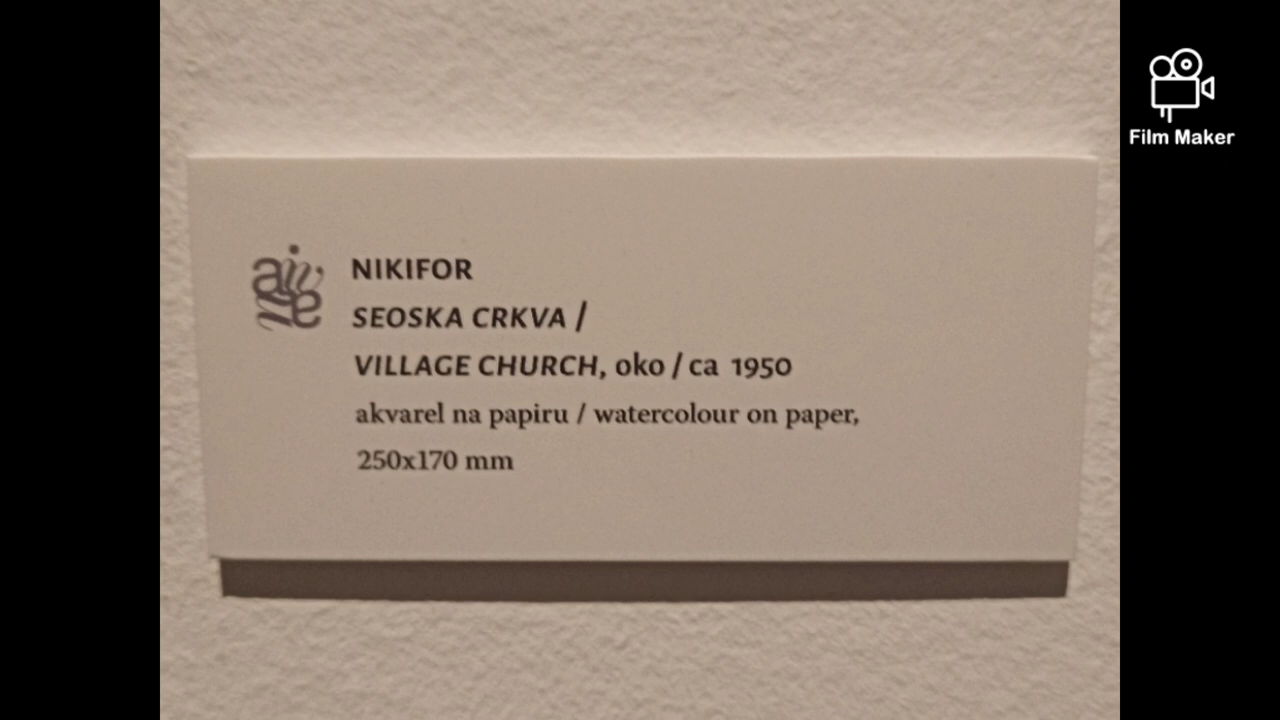 NIKIFOR
SEOSKA CRKVA /
VILLAGE CHURCH, oko / ca 1950
akvarel na papiru / watercolour on paper,
250x170 mm
Film Maker